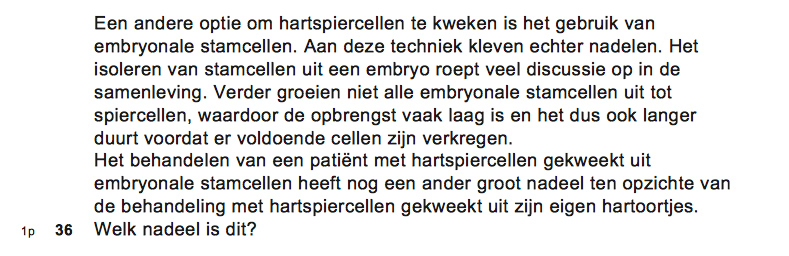 Een andere optie om hartspiercellen te kweken is het gebruik van
embryonale stamcellen. Aan deze techniek kleven echter nadelen. Het
isoleren van stamcellen uit een embryo roept veel discussie op in de
samenleving. Verder groeien niet alle embryonale stamcellen uit tot
spiercellen, waardoor de opbrengst vaak laag is en het dus ook langer
duurt voordat er voldoende cellen zijn verkregen.
Het behandelen van een patiënt met hartspiercellen gekweekt uit
embryonale stamcellen heeft nog een ander groot nadeel ten opzichte van
de behandeling met hartspiercellen gekweekt uit zijn eigen hartoortjes.
1p 36 Welk nadeel is dit?